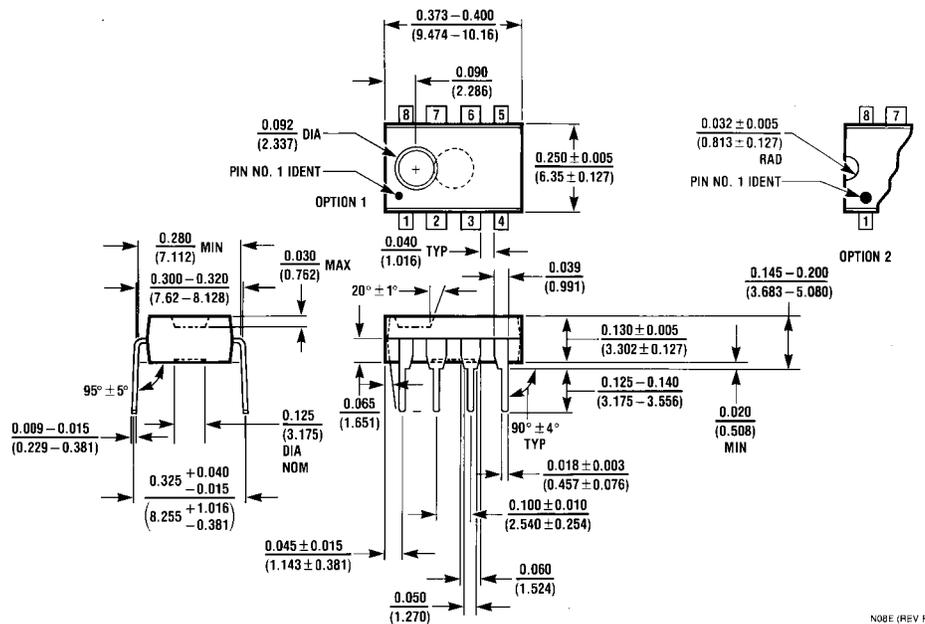 0.373–0.400
(9.474–10.16)
0.090
(2.286)
8 7 6 5
0.092 DIA
(2.337)
PIN NO. 1 IDENT
OPTION 1
1 2 3 4
0.250 ± 0.005
(6.35 ± 0.127)
8 7
0.032 ± 0.005
(0.813 ± 0.127)
RAD
PIN NO. 1 IDENT
1
OPTION 2
0.280 MIN
(7.112)
0.300–0.320
(7.62–8.128)
0.030 MAX
(0.762)
0.040 TYP
(1.016)
0.039
(0.991)
20° ± 1°
0.145–0.200
(3.683–5.080)
0.130 ± 0.005
(3.302 ± 0.127)
0.125–0.140
(3.175–3.556)
0.020
(0.508)
MIN
95° ± 5°
0.009–0.015
(0.229–0.381)
0.125
(3.175)
DIA
NOM
0.065
(1.651)
90° ± 4°
TYP
0.325 +0.040
−0.015
(8.255 +1.016
−0.381)
0.018 ± 0.003
(0.457 ± 0.076)
0.100 ± 0.010
(2.540 ± 0.254)
0.045 ± 0.015
(1.143 ± 0.381)
0.060
(1.524)
0.050
(1.270)
N08E (REV